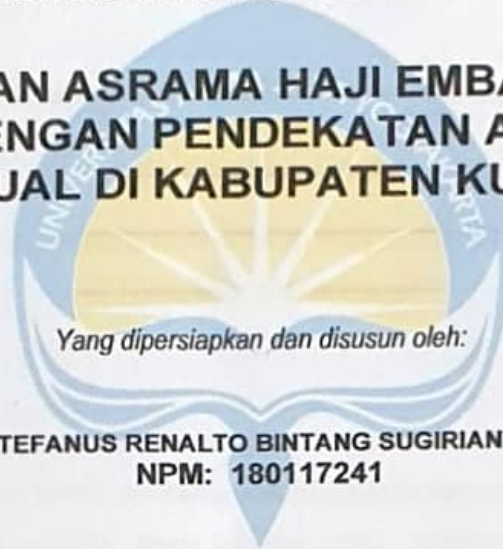 AN ASRAMA HAJI EMBA
ENGAN PENDEKATAN A
UAL DI KABUPATEN KU
Yang dipersiapkan dan disusun oleh:
TEFANUS RENALTO BINTANG SUGIRIAN
NPM: 180117241